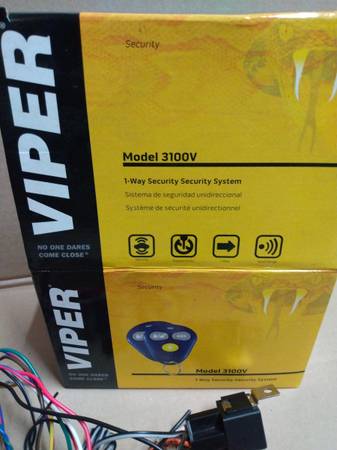 VIPER
Security
Model 3100V
1-Way Security Security System
Sistema de seguridad unidireccional
Système de sécurité unidirectionnel
NO ONE DARES
COME CLOSE®
VIPER
Security
Model 3100V
1-Way Security Security System
NO ONE DARES
COME CLOSE